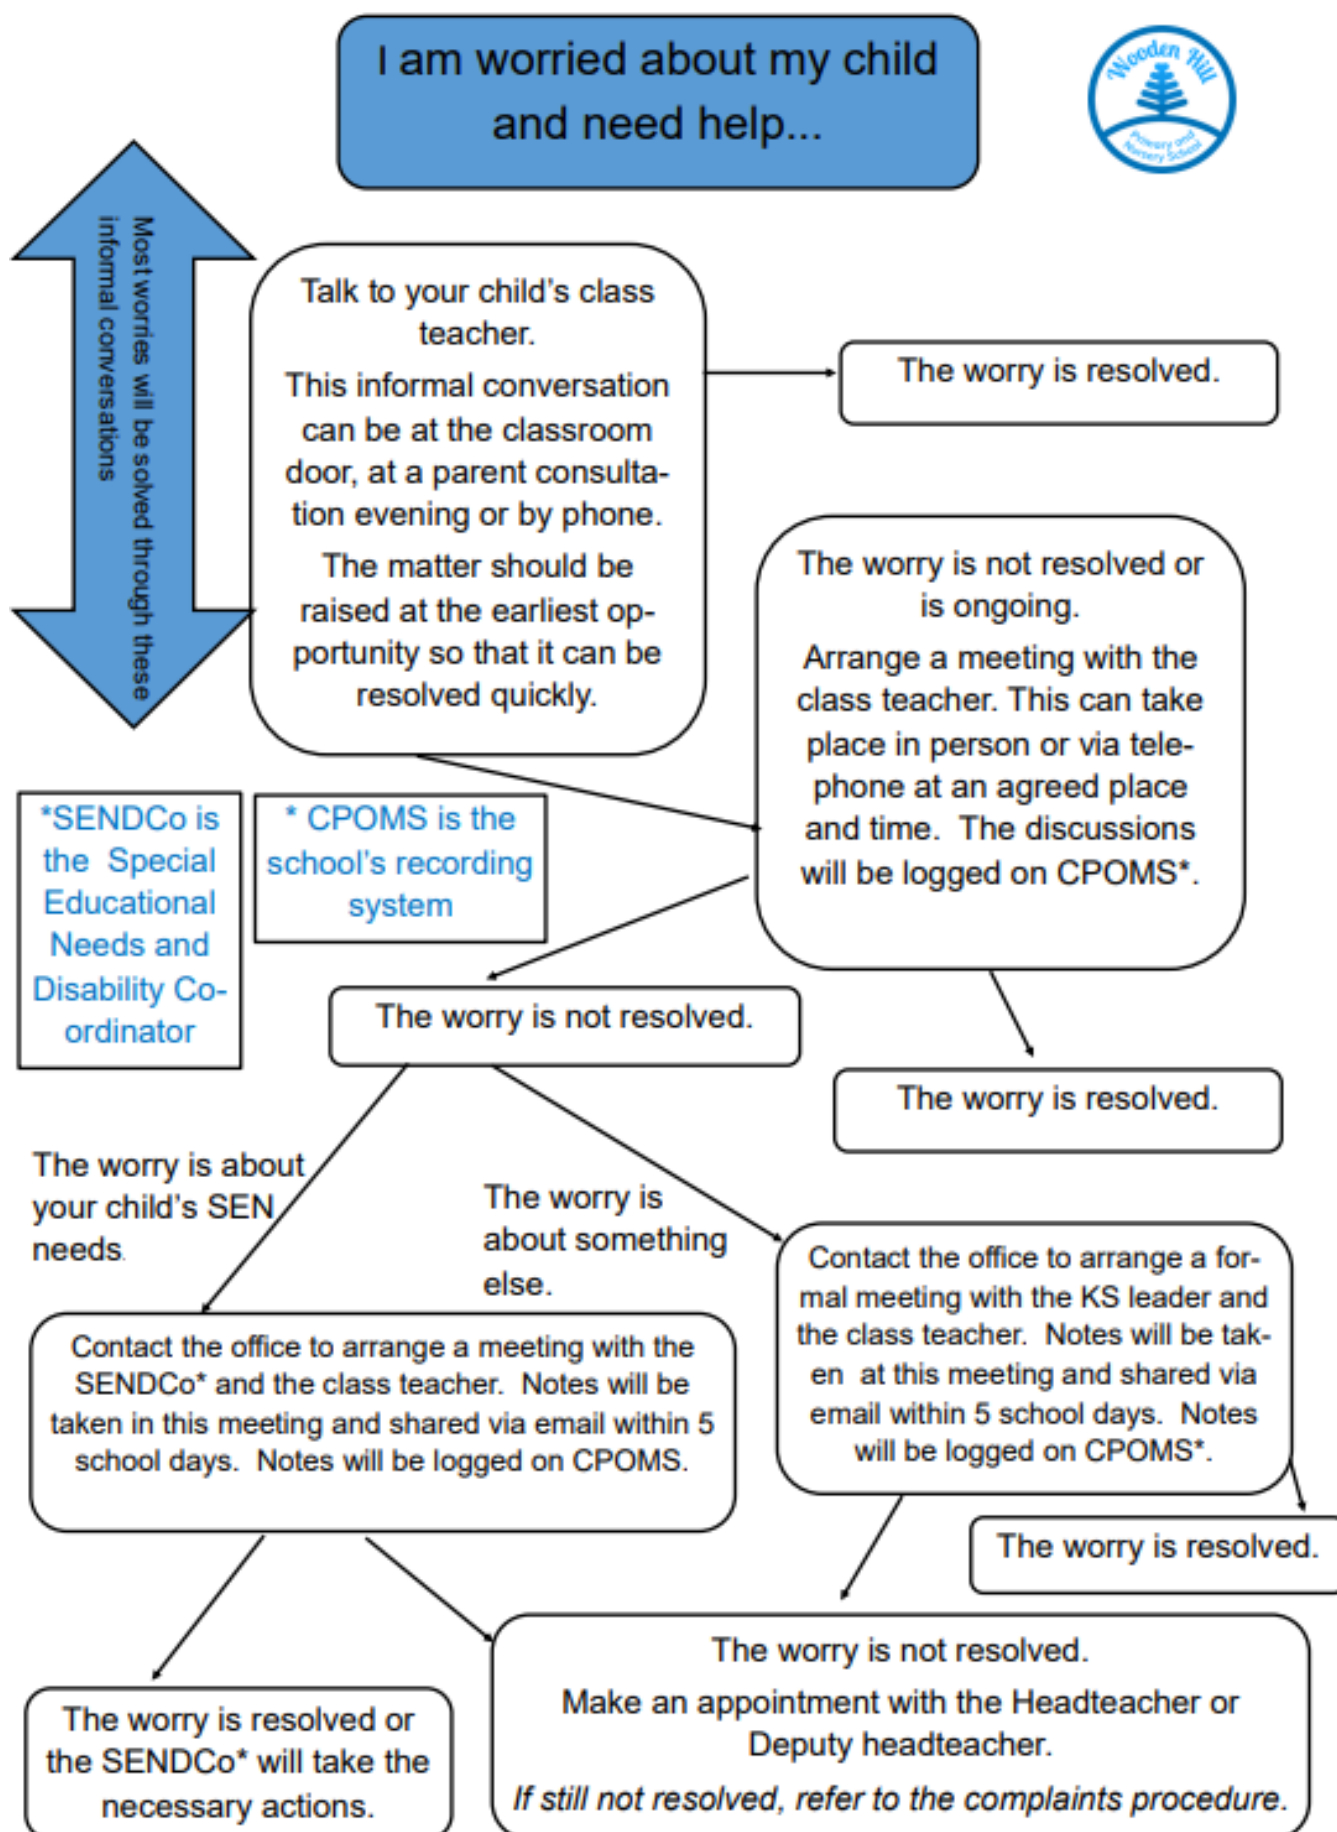 I am worried about my child
and need help...
Wooden Hill
Primary and
Nursery School
Most worries will be solved through these
informal conversations
Talk to your child's class
teacher.
This informal conversation
can be at the classroom
door, at a parent consulta-
tion evening or by phone.
The matter should be
raised at the earliest op-
portunity so that it can be
resolved quickly.
The worry is resolved.
The worry is not resolved or
is ongoing.
Arrange a meeting with the
class teacher. This can take
place in person or via tele-
phone at an agreed place
and time.  The discussions
will be logged on CPOMS*.
*SENDCo is
the  Special
Educational
Needs and
Disability Co-
ordinator
* CPOMS is the
school's recording
system
The worry is not resolved.
The worry is resolved.
The worry is about
your child's SEN
needs.
The worry is
about something
else.
Contact the office to arrange a for-
mal meeting with the KS leader and
the class teacher.  Notes will be tak-
en  at this meeting and shared via
email within 5 school days.  Notes
will be logged on CPOMS*.
Contact the office to arrange a meeting with the
SENDCo* and the class teacher.  Notes will be
taken in this meeting and shared via email within 5
school days.  Notes will be logged on CPOMS.
The worry is resolved.
The worry is not resolved.
Make an appointment with the Headteacher or
Deputy headteacher.
If still not resolved, refer to the complaints procedure.
The worry is resolved or
the SENDCo* will take the
necessary actions.